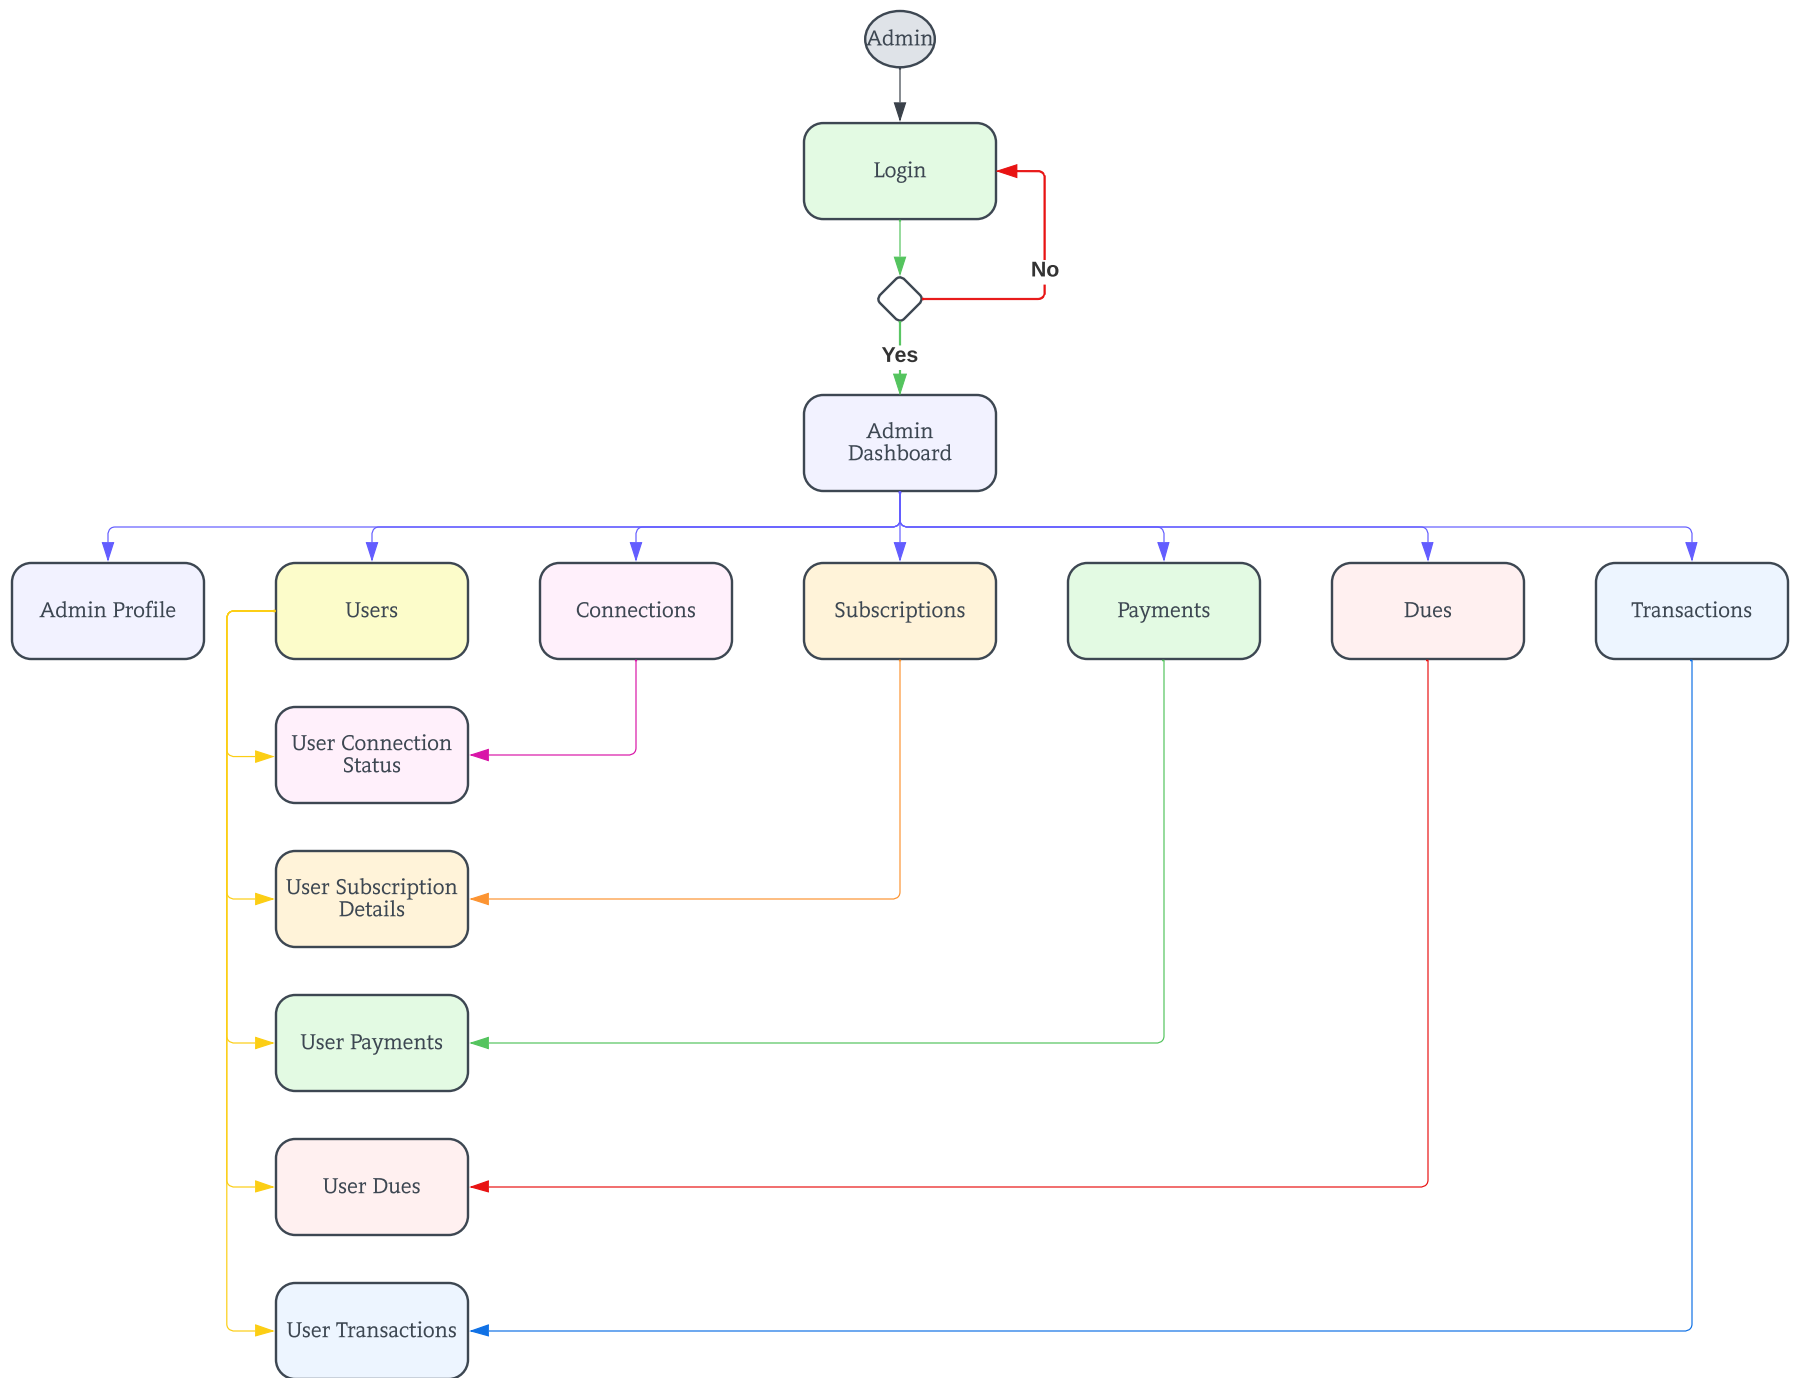 Admin
Login
No
Yes
Admin
Dashboard
Admin Profile
Users
Connections
Subscriptions
Payments
Dues
Transactions
User Connection
Status
User Subscription
Details
User Payments
User Dues
User Transactions